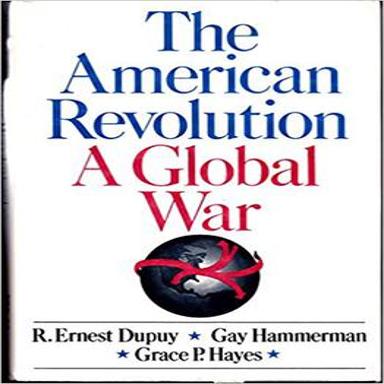 The
American
Revolution
A Global
War
R. Ernest Dupuy ★ Gay Hammerman
★ Grace P. Hayes ★